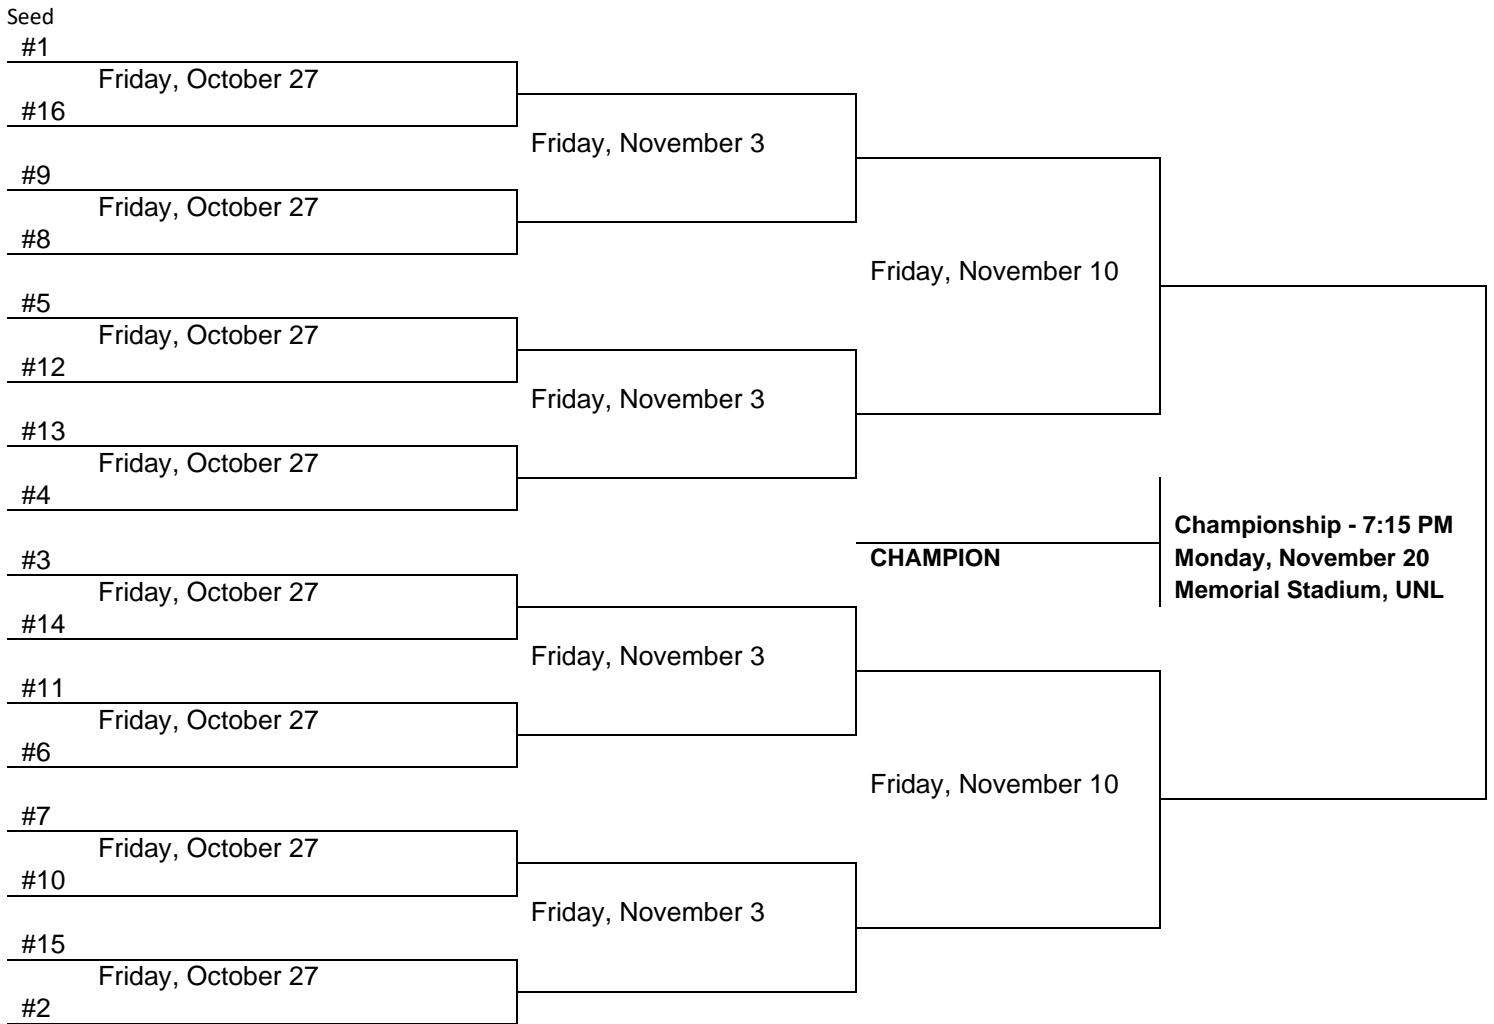 Seed
#1
Friday, October 27
#16
Friday, November 3
#9
Friday, October 27
#8
Friday, November 10
#5
Friday, October 27
#12
Friday, November 3
#13
Friday, October 27
#4
Championship - 7:15 PM
CHAMPION
Monday, November 20
Memorial Stadium, UNL
#3
Friday, October 27
#14
Friday, November 3
#11
Friday, October 27
#6
Friday, November 10
#7
Friday, October 27
#10
Friday, November 3
#15
Friday, October 27
#2